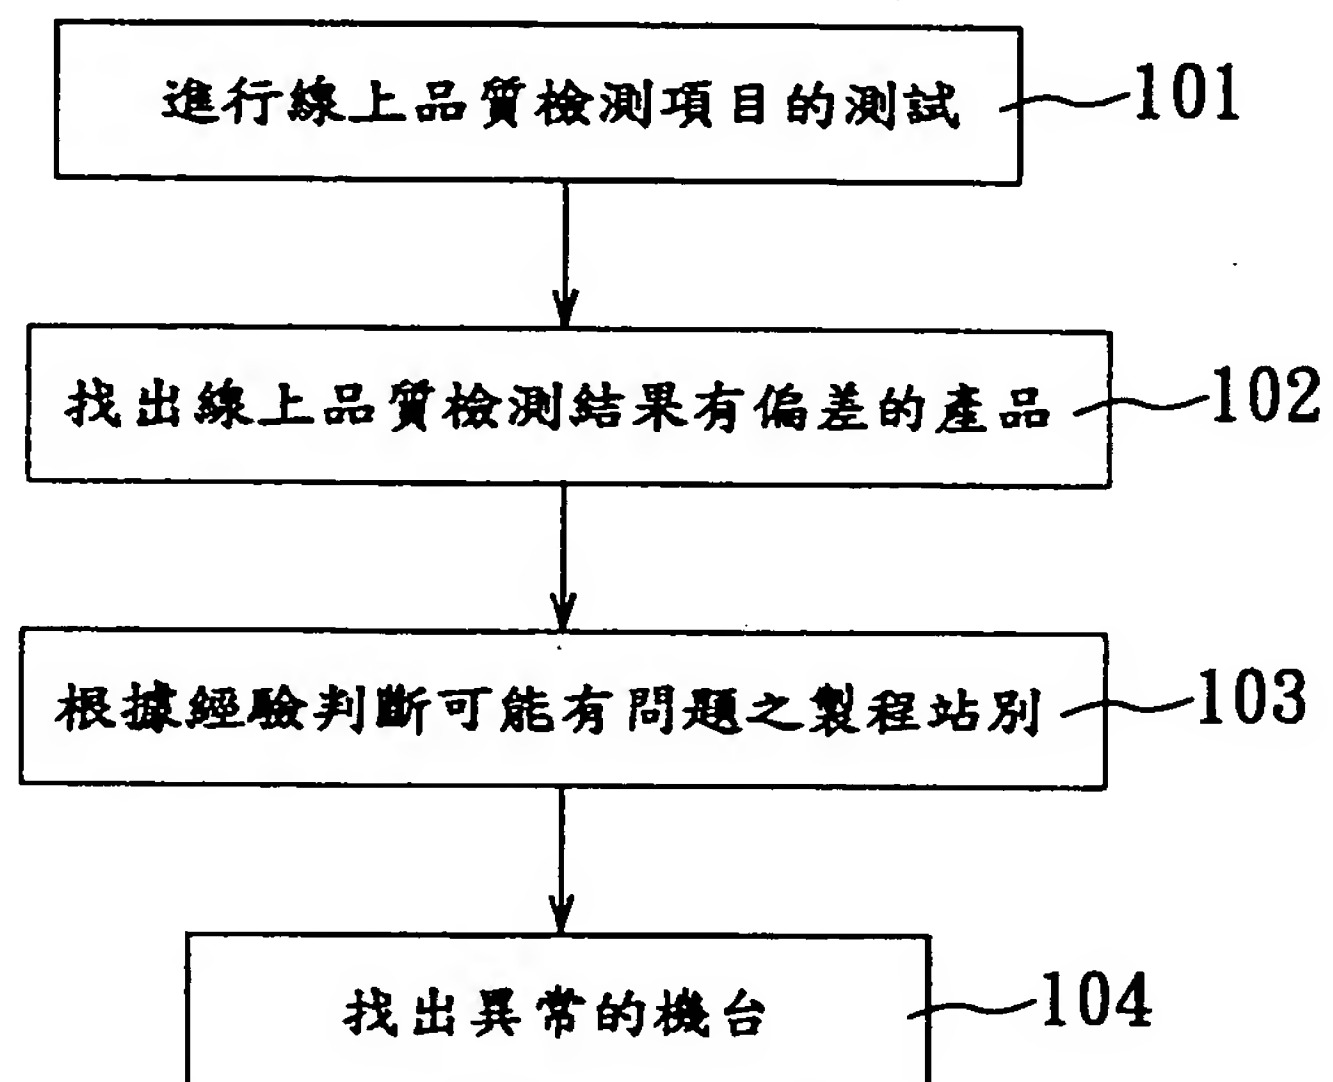 進行線上品質檢測項目的測試 101
找出線上品質檢測結果有偏差的產品 102
根據經驗判斷可能有問題之製程站別 103
找出異常的機台 104